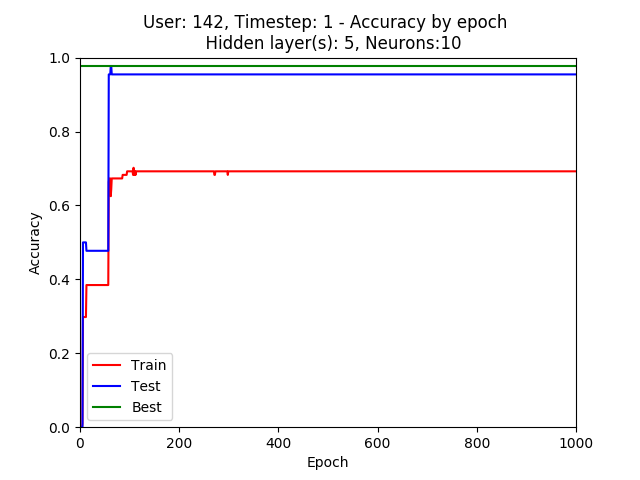 User: 142, Timestep: 1 - Accuracy by epoch
Hidden layer(s): 5, Neurons:10
1.0
0.8
0.6
0.4
0.2
0.0
Accuracy
Train
Test
Best
0 200 400 600 800 1000
Epoch